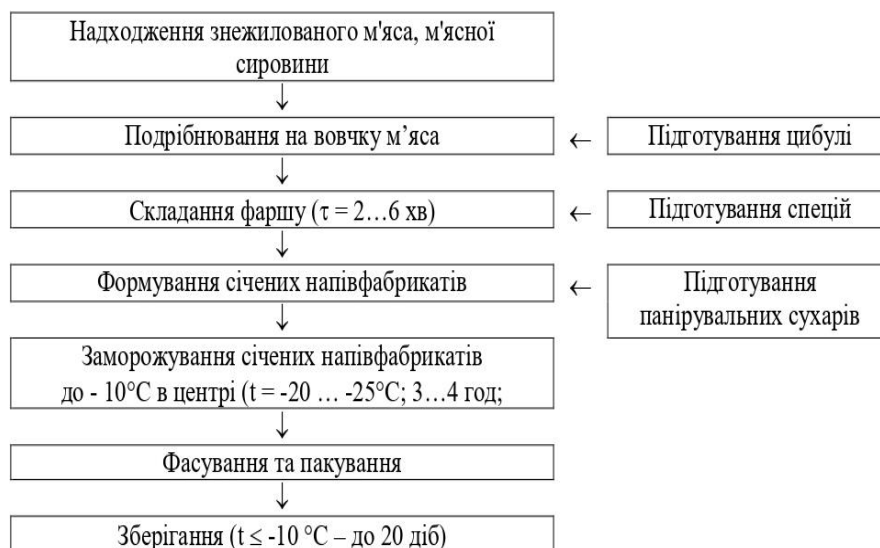 Надходження знежилованого м'яса, м'ясної
сировини
↓
Подрібнювання на вовчку м’яса
←
Підготування цибулі
↓
Складання фаршу (τ = 2…6 хв)
←
Підготування спецій
↓
Формування січених напівфабрикатів
←
Підготування
панірувальних сухарів
↓
Заморожування січених напівфабрикатів
до - 10°С в центрі (t = -20 … -25°С; 3…4 год;
↓
Фасування та пакування
↓
Зберігання (t ≤ -10 °С – до 20 діб)